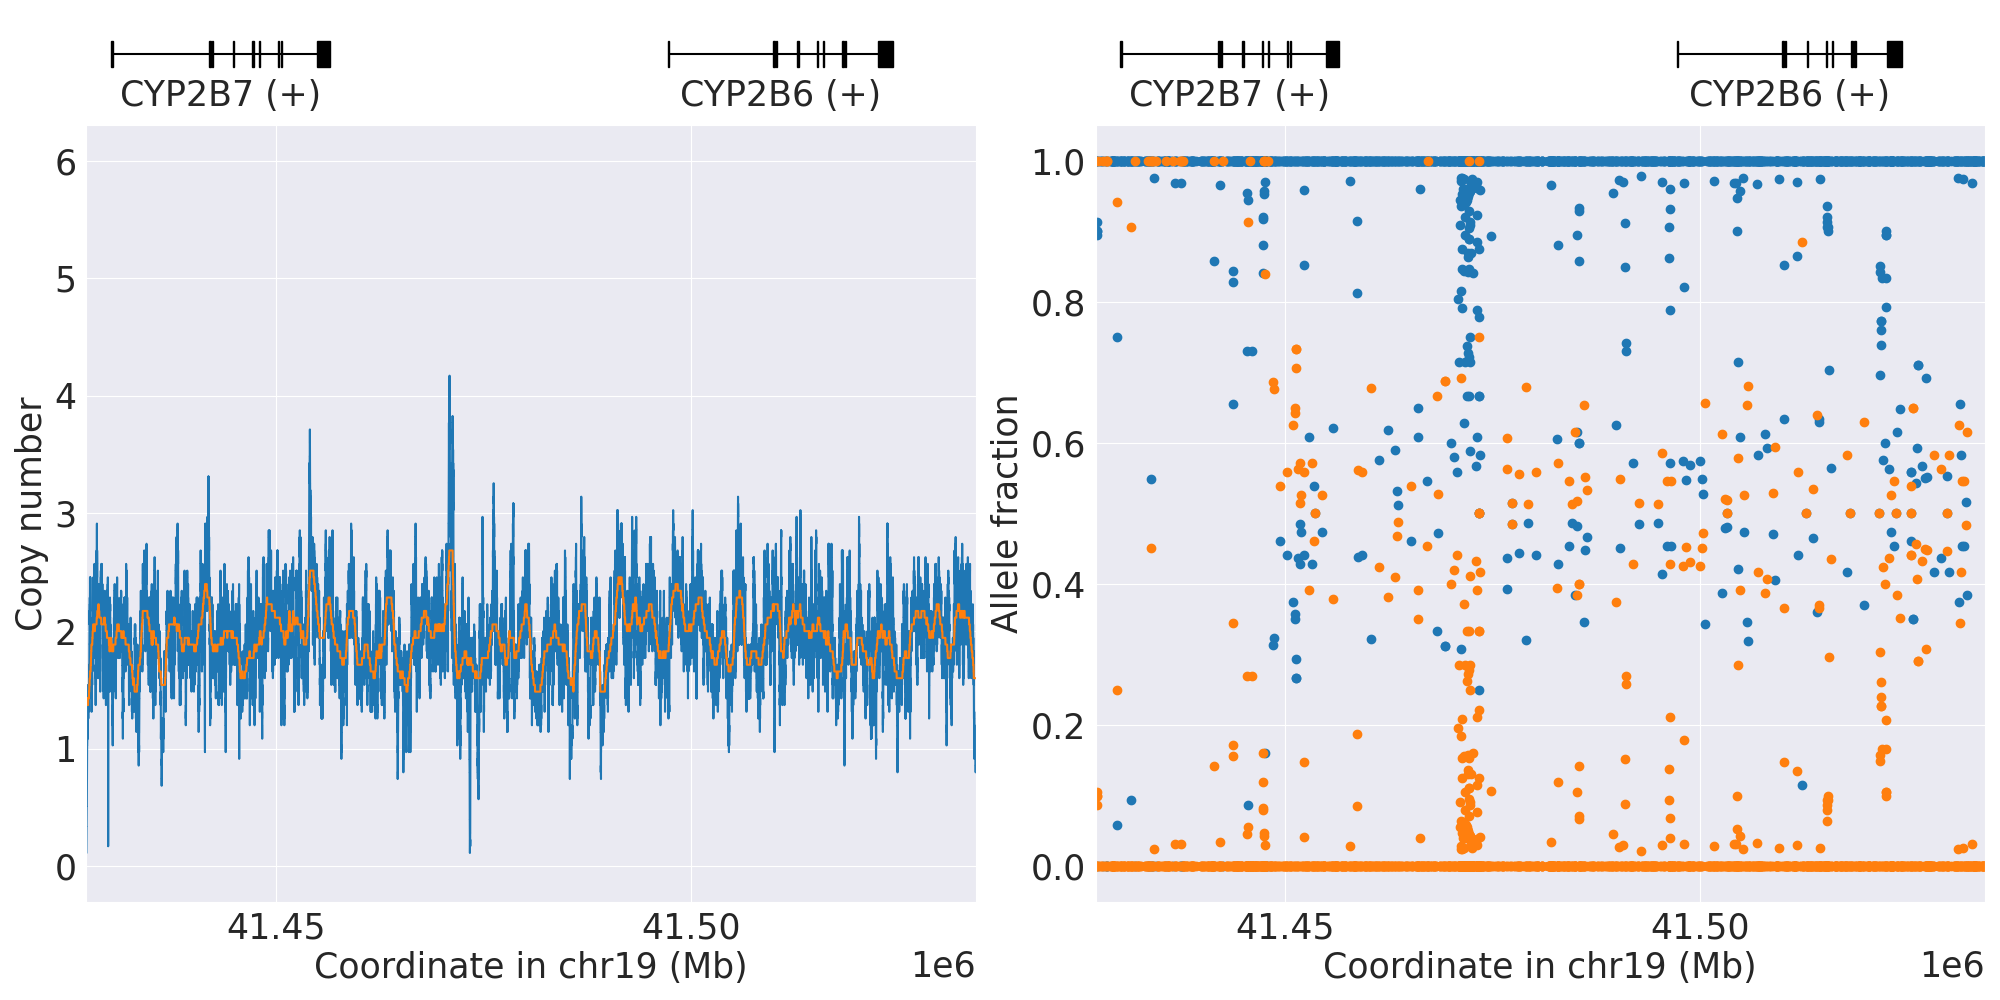 CYP2B7 (+) CYP2B6 (+)
6
5
4
3
2
1
0
Copy number
41.45 41.50
Coordinate in chr19 (Mb) 1e6
CYP2B7 (+) CYP2B6 (+)
1.0
0.8
0.6
0.4
0.2
0.0
Allele fraction
41.45 41.50
Coordinate in chr19 (Mb) 1e6